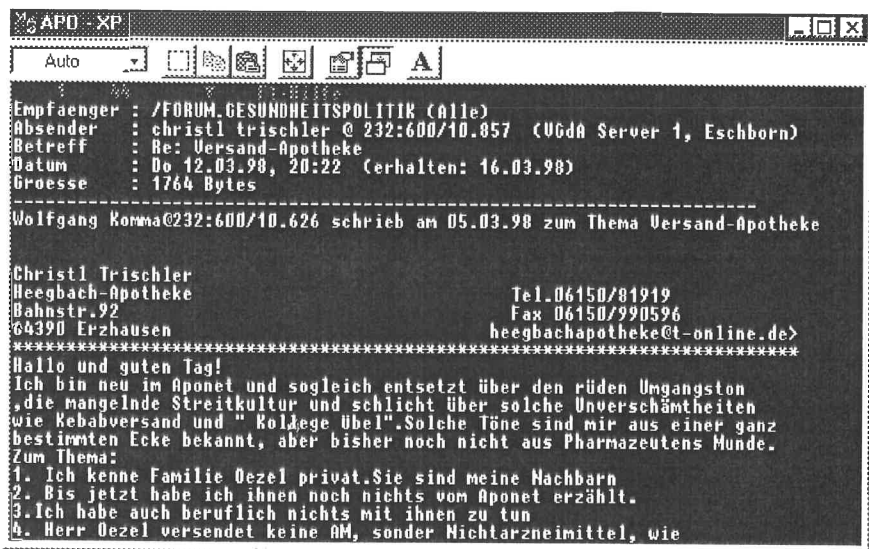 APO - XP
Auto
A
Empfaenger : /FORUM.GESUNDHEITSPOLITIK (Alle)
Absender : christl trischler @ 232:600/10.857 (VGdA Server 1, Eschborn)
Betreff : Re: Versand-Apotheke
Datum : Do 12.03.98, 20:22 (erhalten: 16.03.98)
Groesse : 1764 Bytes
Wolfgang Komma@232:600/10.626 schrieb am 05.03.98 zum Thema Versand-Apotheke
Christl Trischler
Heegbach-Apotheke Tel.06150/81919
Bahnstr.92 Fax 06150/990596
64390 Erzhausen heegbachapotheke@t-online.de>
**************************************************************************
Hallo und guten Tag!
Ich bin neu im Aponet und sogleich entsetzt über den rüden Umgangston
,die mangelnde Streitkultur und schlicht über solche Unverschämtheiten
wie Kebabversand und " Kollege übel".Solche Töne sind mir aus einer ganz
bestimmten Ecke bekannt, aber bisher noch nicht aus Pharmazeutens Munde.
Zum Thema:
1. Ich kenne Familie Oezel privat.Sie sind meine Nachbarn
2. Bis jetzt habe ich ihnen noch nichts vom Aponet erzählt.
3.Ich habe auch beruflich nichts mit ihnen zu tun
4. Herr Oezel versendet keine AM, sonder Nichtarzneimittel, wie